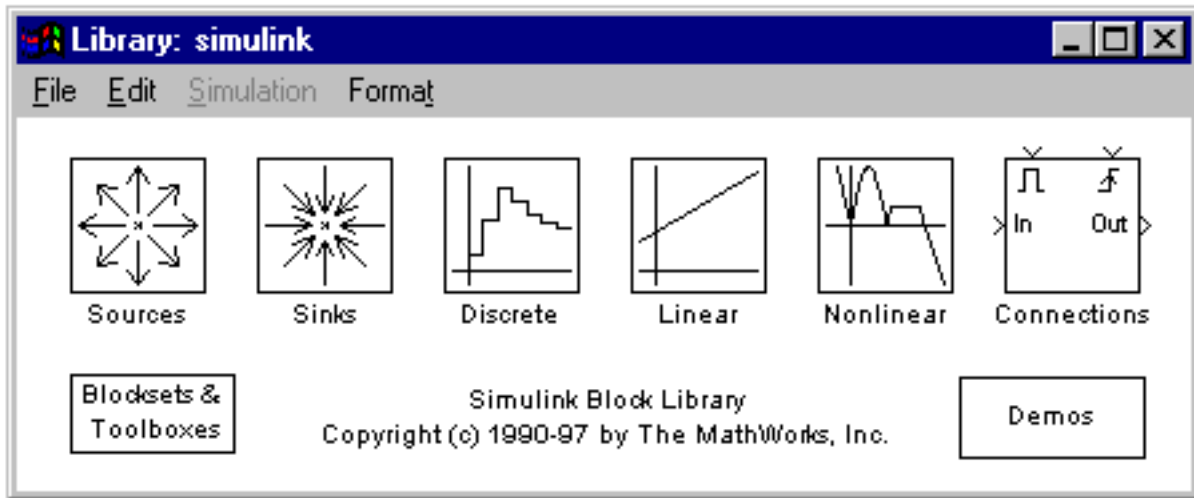 Library: simulink
File Edit Simulation Format
In Out
Sources Sinks Discrete Linear Nonlinear Connections
Blocksets &
Toolboxes
Simulink Block Library
Copyright (c) 1990-97 by The MathWorks, Inc.
Demos